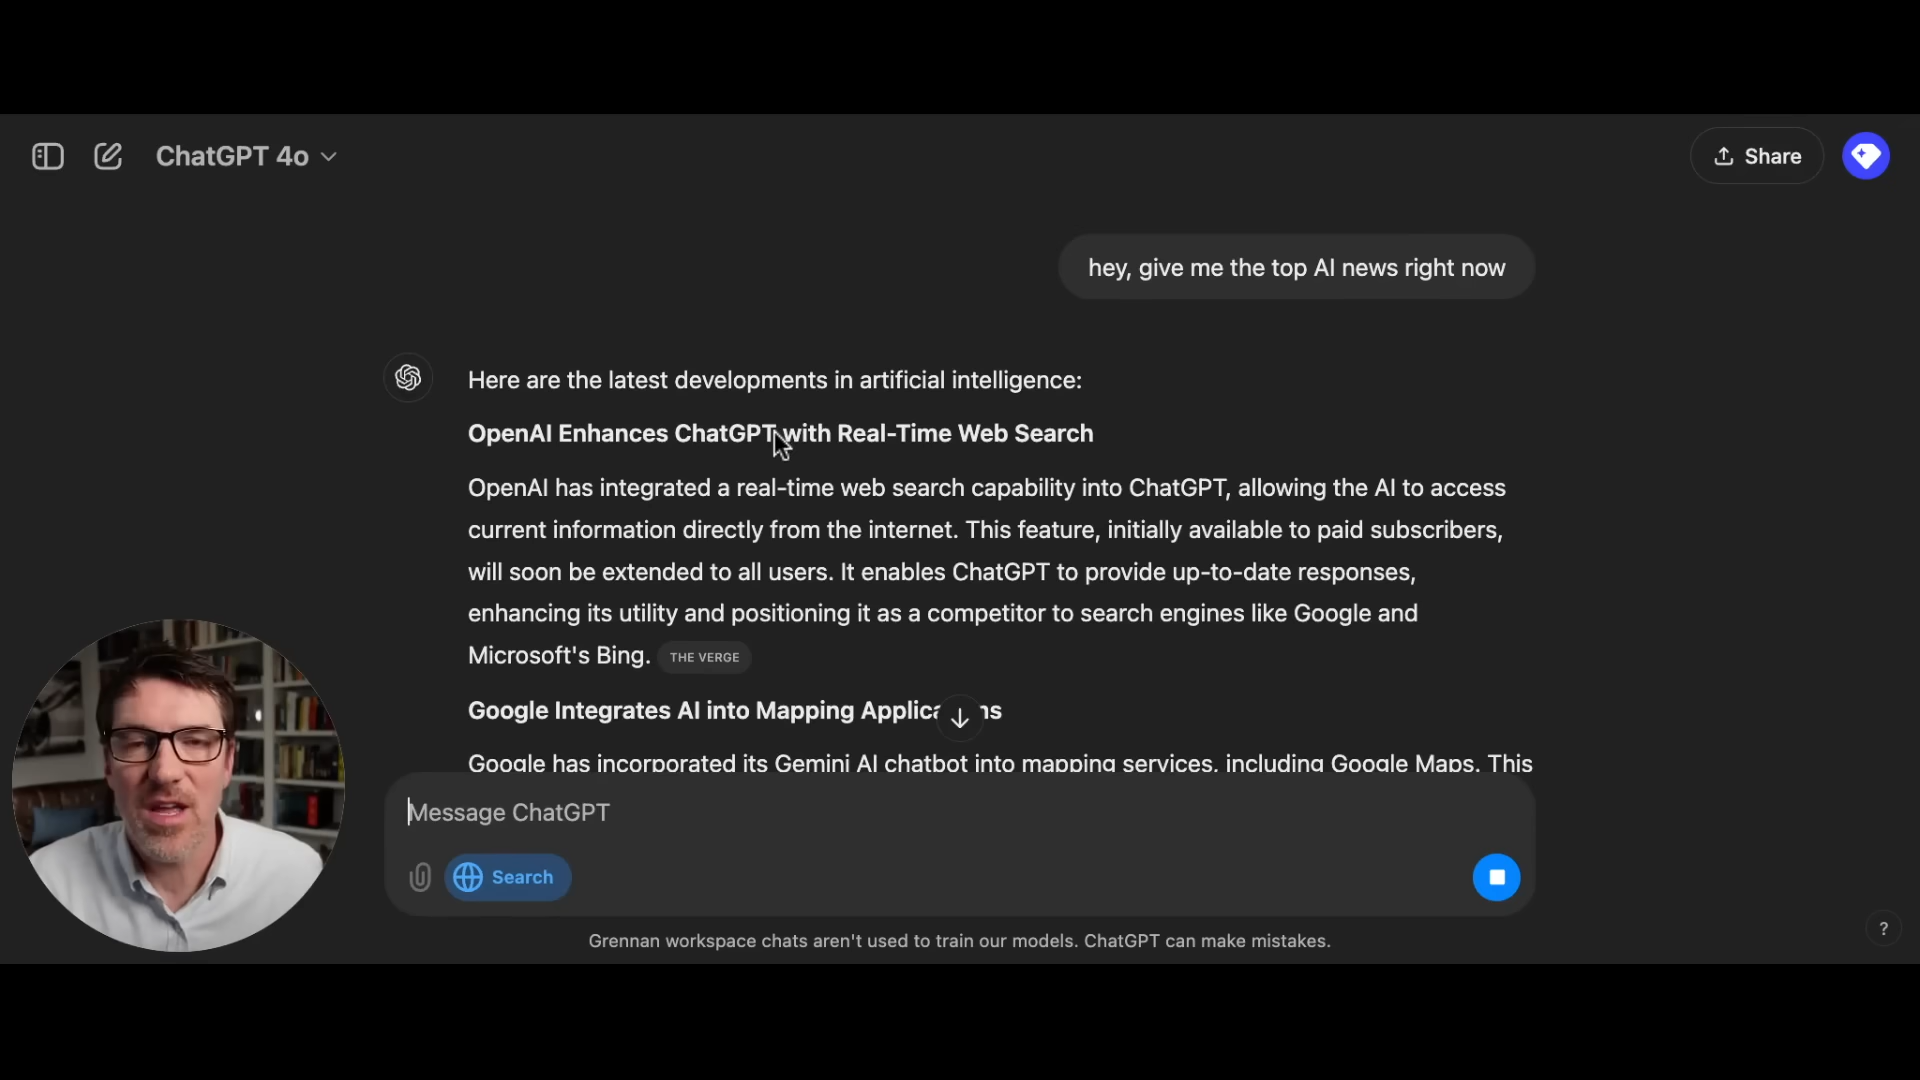 ChatGPT 4o
Share
hey, give me the top AI news right now
Here are the latest developments in artificial intelligence:
OpenAI Enhances ChatGPT with Real-Time Web Search
OpenAI has integrated a real-time web search capability into ChatGPT, allowing the AI to access
current information directly from the internet. This feature, initially available to paid subscribers,
will soon be extended to all users. It enables ChatGPT to provide up-to-date responses,
enhancing its utility and positioning it as a competitor to search engines like Google and
Microsoft's Bing. THE VERGE
Google Integrates AI into Mapping Applica ns
Google has incorporated its Gemini AI chatbot into mapping services, including Google Maps. This
Message ChatGPT
Search
Grennan workspace chats aren't used to train our models. ChatGPT can make mistakes.
?